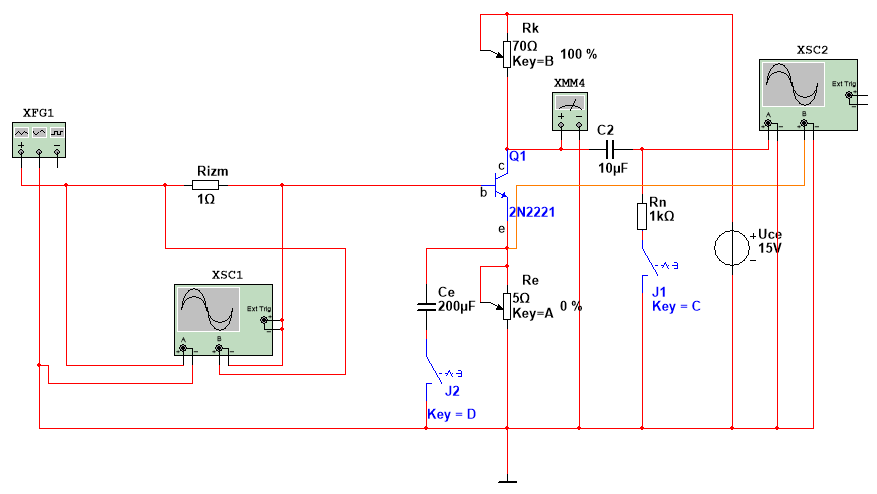 Rk
70Ω
100 %
Key=B
XSC2
Ext Trig
A
B
XMM4
XFG1
C2
10µF
Q1
c
b
2N2221
e
Rizm
1Ω
Rn
1kΩ
Uce
15V
XSC1
Ext Trig
A
B
Ce
200µF
Re
5Ω
0 %
Key=A
J1
Key = C
J2
Key = D